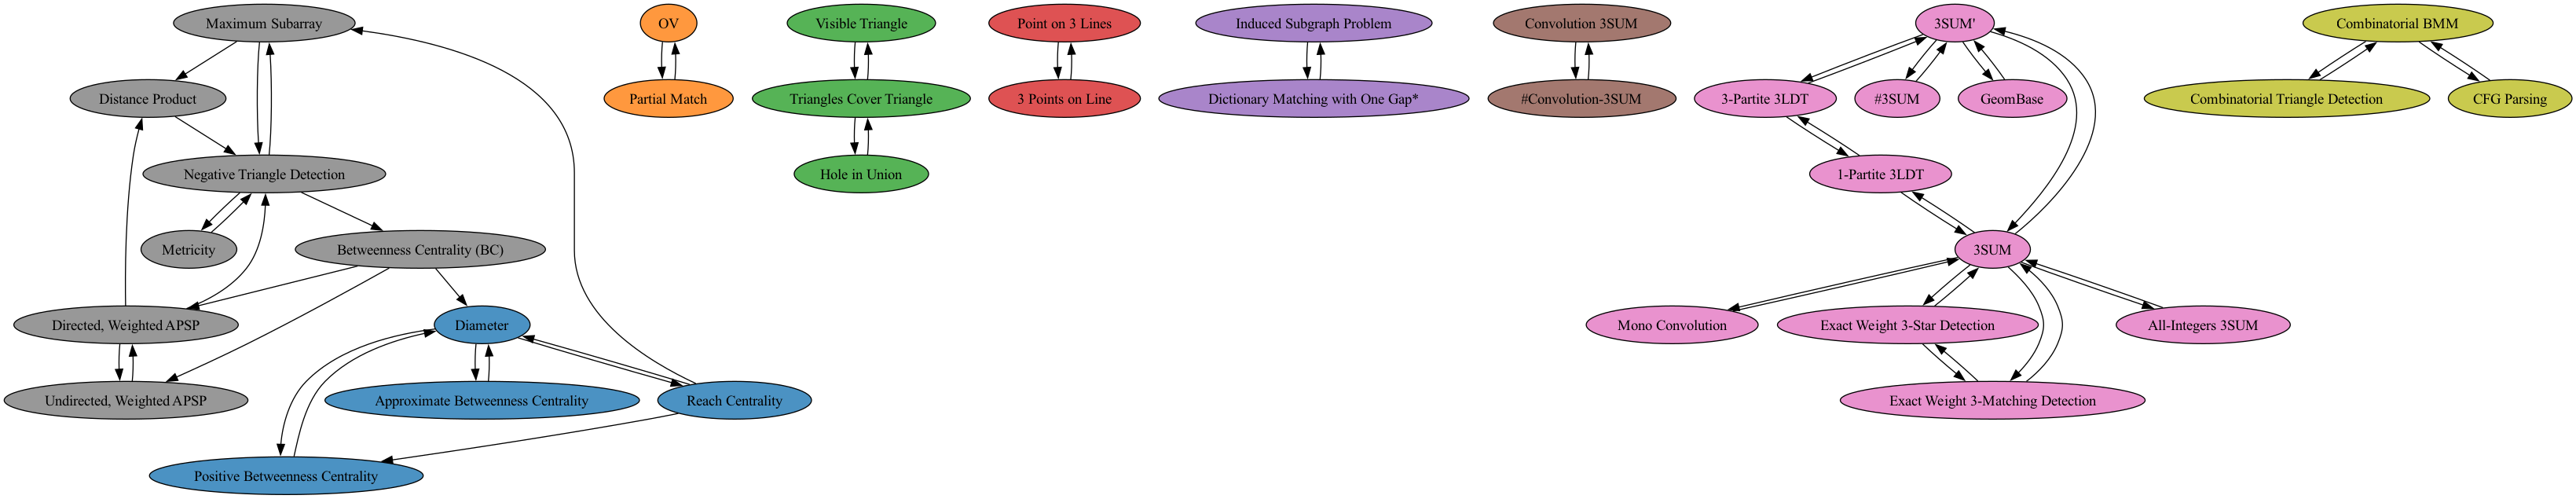 Maximum Subarray
OV
Visible Triangle
Point on 3 Lines
Induced Subgraph Problem
Convolution 3SUM
3SUM'
Combinatorial BMM
Distance Product
Partial Match
Triangles Cover Triangle
3 Points on Line
Dictionary Matching with One Gap*
#Convolution-3SUM
3-Partite 3LDT
#3SUM
GeomBase
Combinatorial Triangle Detection
CFG Parsing
Negative Triangle Detection
Hole in Union
1-Partite 3LDT
Metricity
Betweenness Centrality (BC)
3SUM
Directed, Weighted APSP
Diameter
Mono Convolution
Exact Weight 3-Star Detection
All-Integers 3SUM
Undirected, Weighted APSP
Approximate Betweenness Centrality
Reach Centrality
Exact Weight 3-Matching Detection
Positive Betweenness Centrality